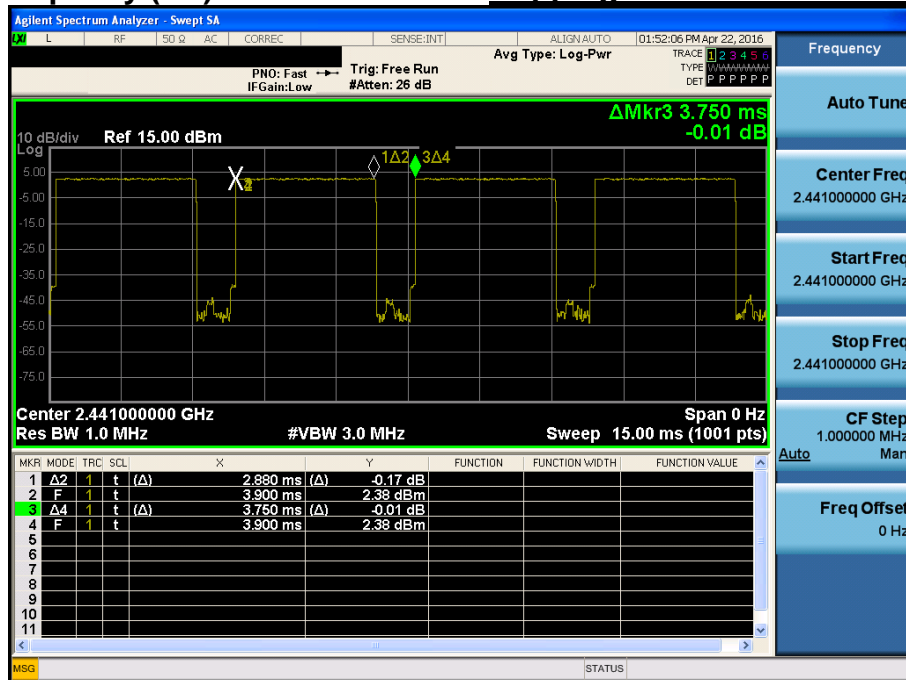 Agilent Spectrum Analyzer - Swept SA
LXI L RF 50 Ω AC CORREC SENSE:INT ALIGN AUTO 01:52:06 PM Apr 22, 2016
PNO: Fast
IFGain:Low
Trig: Free Run
#Atten: 26 dB
Avg Type: Log-Pwr
TRACE 1 2 3 4 5 6
TYPE WWWWWW
DET P P P P P P
ΔMkr3 3.750 ms
-0.01 dB
10 dB/div Ref 15.00 dBm
Log
1Δ2 3Δ4
5.00
-5.00
-15.0
-25.0
-35.0
-45.0
-55.0
-65.0
-75.0
Center 2.441000000 GHz Span 0 Hz
Res BW 1.0 MHz #VBW 3.0 MHz Sweep 15.00 ms (1001 pts)
MKR MODE TRC SCL X Y FUNCTION FUNCTION WIDTH FUNCTION VALUE
1 Δ2 1 t (Δ) 2.880 ms (Δ) -0.17 dB
2 F 1 t 3.900 ms 2.38 dBm
3 Δ4 1 t (Δ) 3.750 ms (Δ) -0.01 dB
4 F 1 t 3.900 ms 2.38 dBm
5
6
7
8
9
10
11
MSG STATUS
Frequency
Auto Tune
Center Freq
2.441000000 GHz
Start Freq
2.441000000 GHz
Stop Freq
2.441000000 GHz
CF Step
1.000000 MHz
Auto Man
Freq Offset
0 Hz